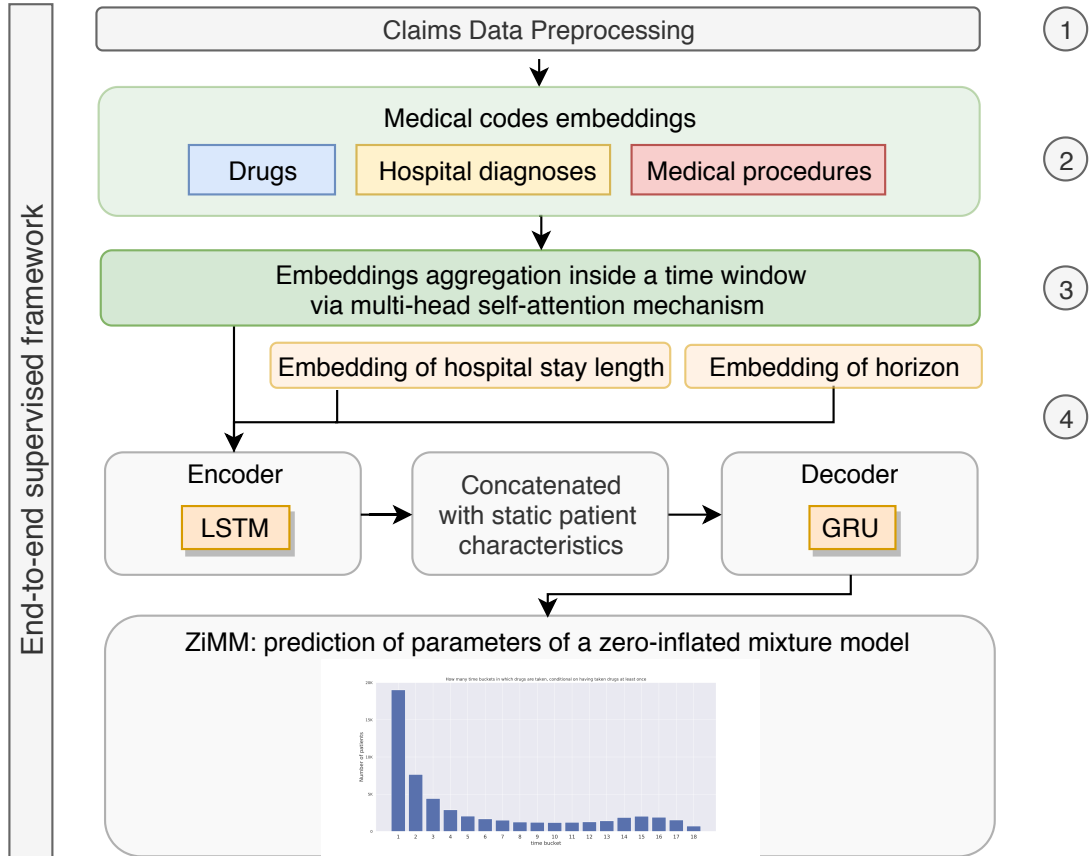 End-to-end supervised framework
Claims Data Preprocessing
1
Medical codes embeddings
Drugs
Hospital diagnoses
Medical procedures
2
Embeddings aggregation inside a time window
via multi-head self-attention mechanism
3
Embedding of hospital stay length
Embedding of horizon
4
Encoder
LSTM
Concatenated
with static patient
characteristics
Decoder
GRU
ZiMM: prediction of parameters of a zero-inflated mixture model
How many time buckets in which drugs are taken, conditional on having taken drugs at least once
Number of patients
20K
15K
10K
5K
0
1 2 3 4 5 6 7 8 9 10 11 12 13 14 15 16 17 18
time bucket